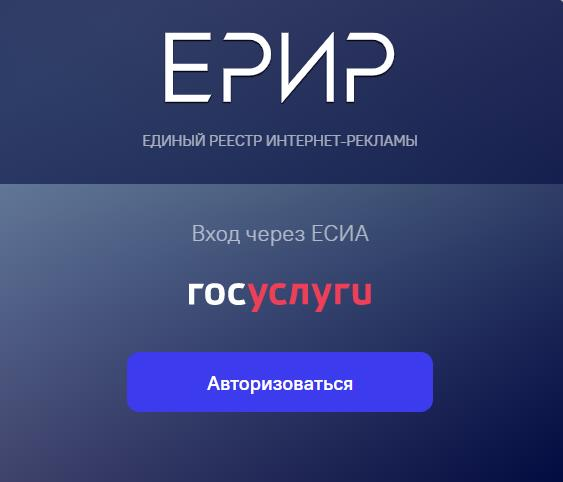 ЕРИР
ЕДИНЫЙ РЕЕСТР ИНТЕРНЕТ-РЕКЛАМЫ
Вход через ЕСИА
госуслуги
Авторизоваться